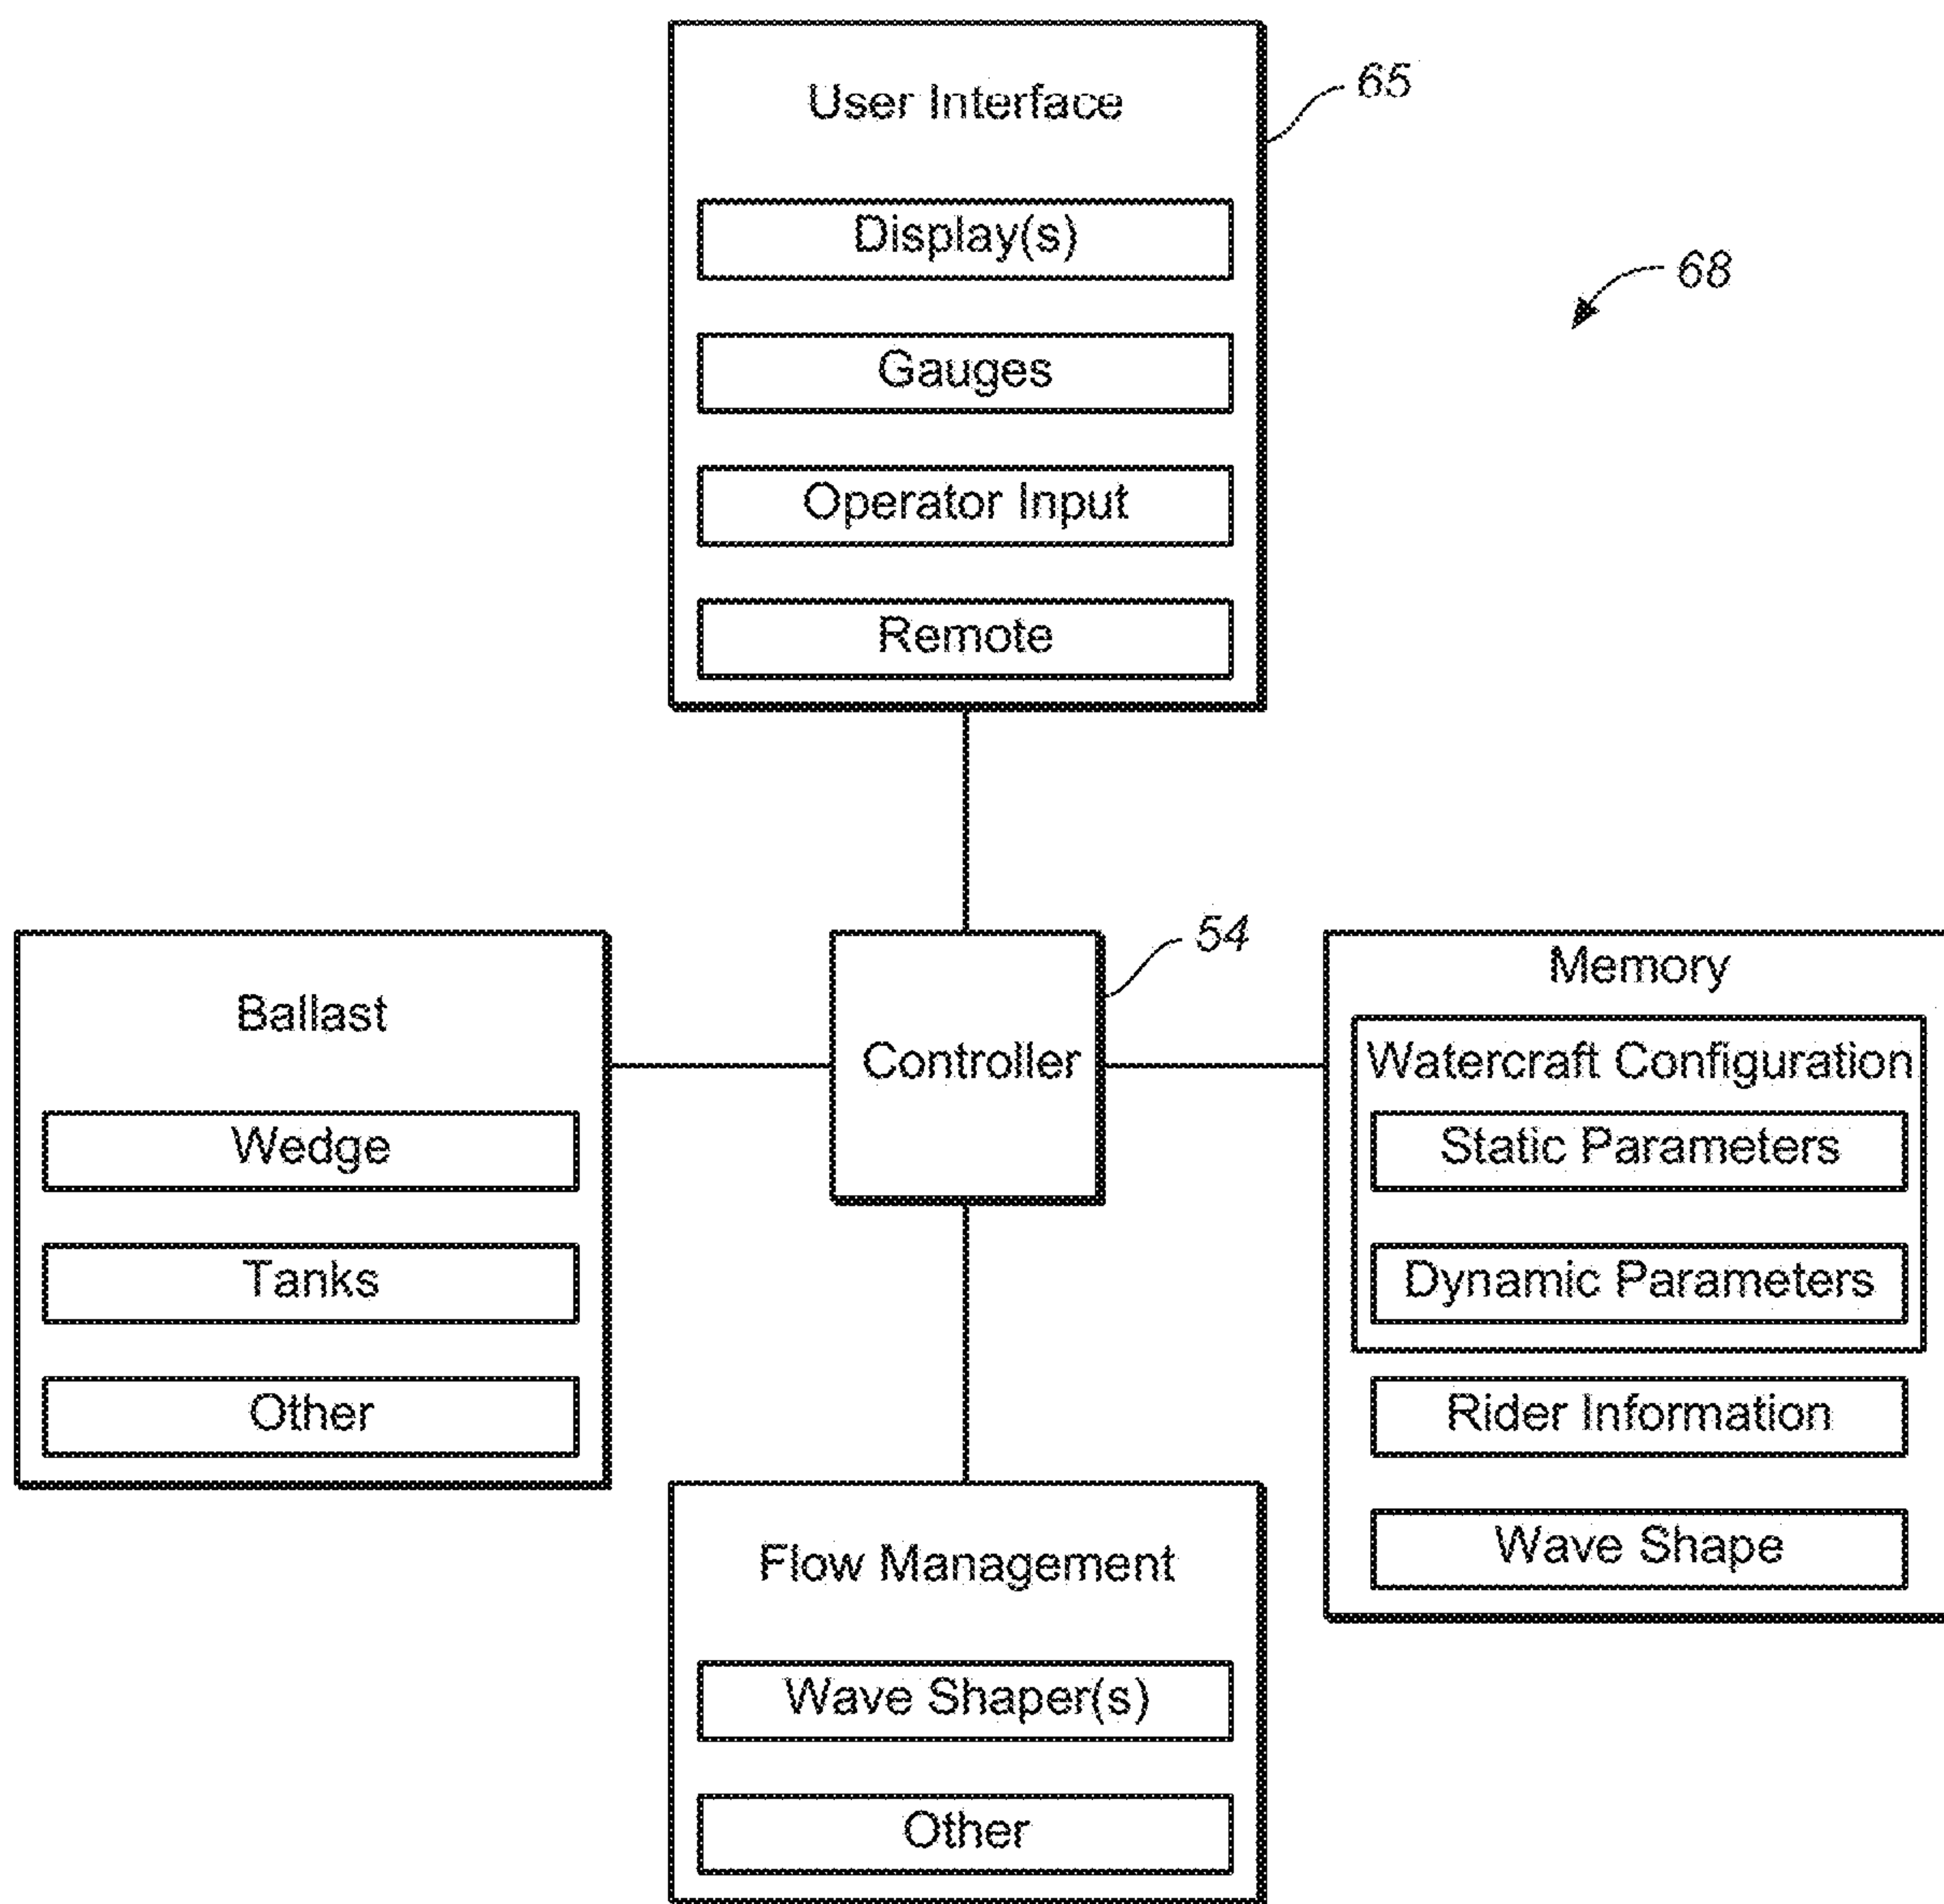 User Interface
65
Display(s)
68
Gauges
Operator Input
Remote
54
Ballast
Wedge
Tanks
Other
Controller
Memory
Watercraft Configuration
Static Parameters
Dynamic Parameters
Rider Information
Wave Shape
Flow Management
Wave Shaper(s)
Other